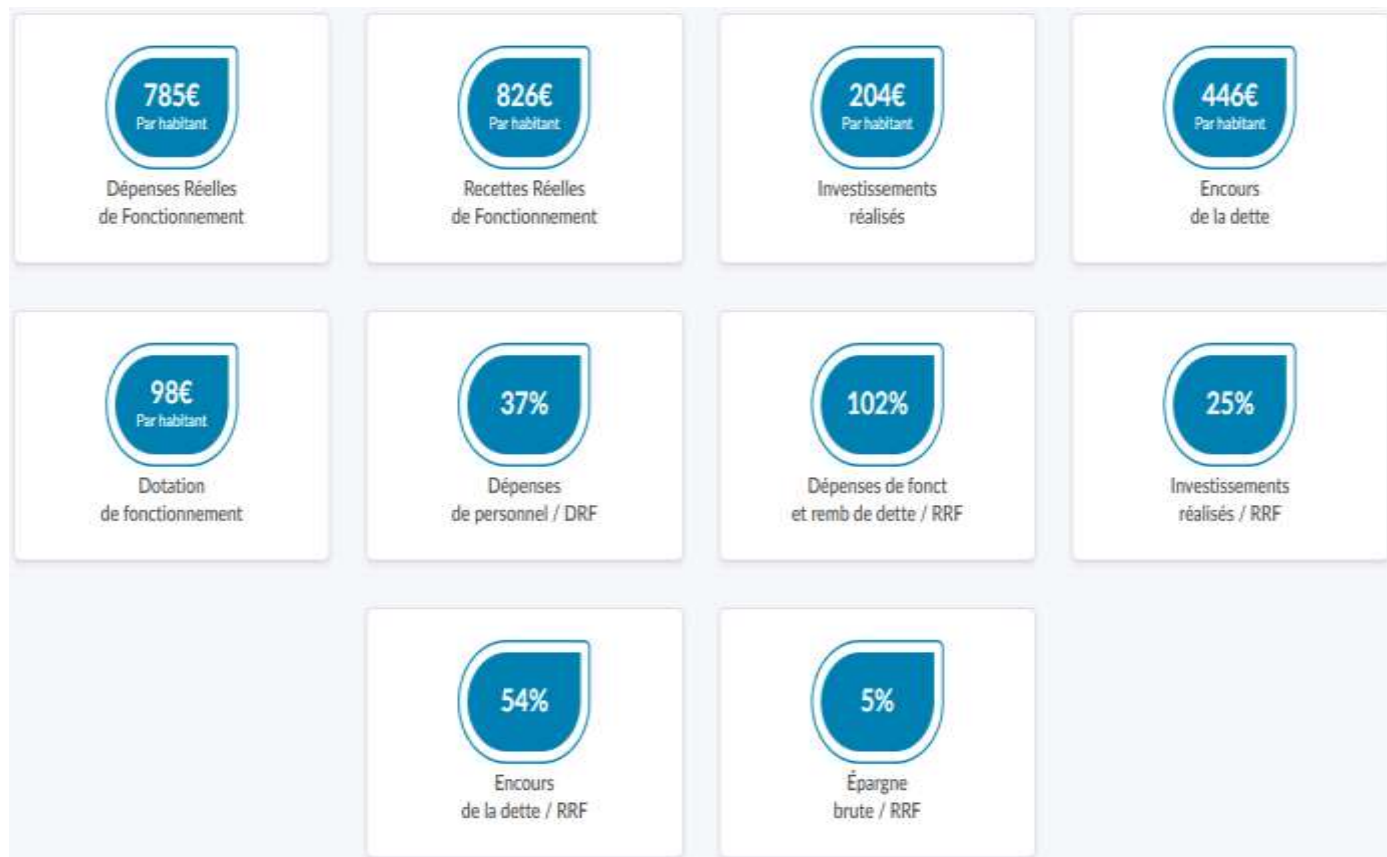 785€
Par habitant
Dépenses Réelles
de Fonctionnement
826€
Par habitant
Recettes Réelles
de Fonctionnement
204€
Par habitant
Investissements
réalisés
446€
Par habitant
Encours
de la dette
98€
Par habitant
Dotation
de fonctionnement
37%
Dépenses
de personnel / DRF
102%
Dépenses de fonct
et remb de dette / RRF
25%
Investissements
réalisés / RRF
54%
Encours
de la dette / RRF
5%
Épargne
brute / RRF